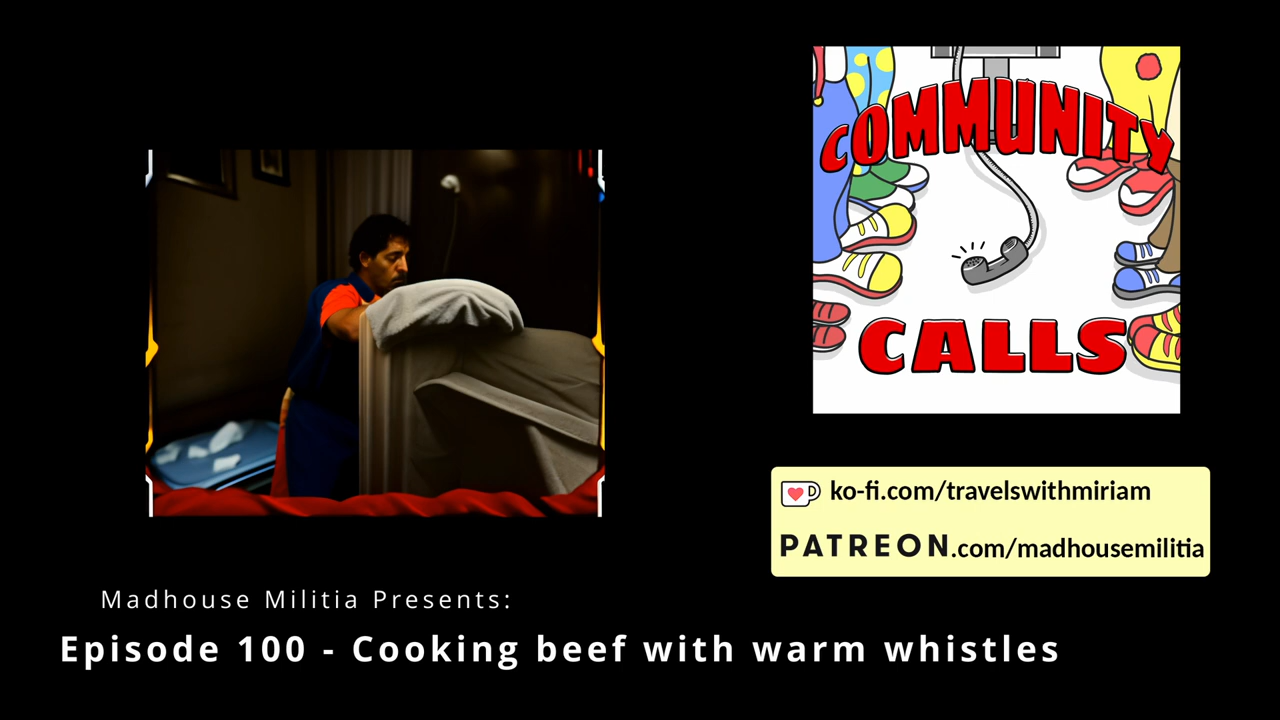 COMMUNITY
CALLS
ko-fi.com/travelswithmiriam
PATREON.com/madhousemilitia
Madhouse Militia Presents:
Episode 100 - Cooking beef with warm whistles